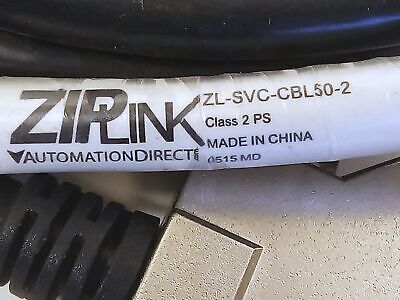 ZIPLINK
AUTOMATIONDIRECT
ZL-SVC-CBL50-2
Class 2 PS
MADE IN CHINA
0515 MD